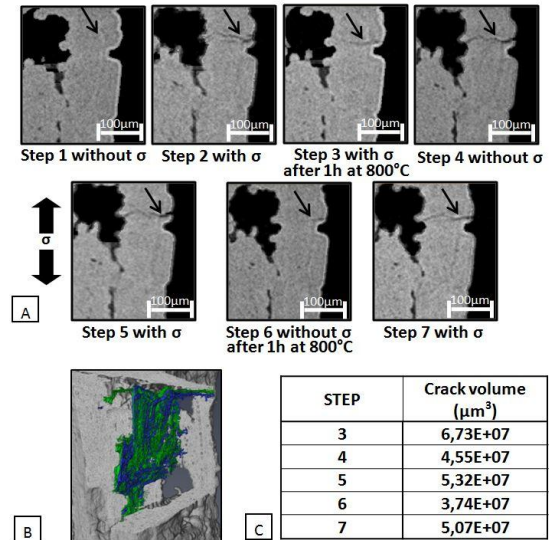 100µm
100µm
100µm
100µm
Step 1 without σ
Step 2 with σ
Step 3 with σ
after 1h at 800°C
Step 4 without σ
σ
100µm
100µm
100µm
A
Step 5 with σ
Step 6 without σ
after 1h at 800°C
Step 7 with σ
B
C
STEP
Crack volume
(µm³)
3
6,73E+07
4
4,55E+07
5
5,32E+07
6
3,74E+07
7
5,07E+07